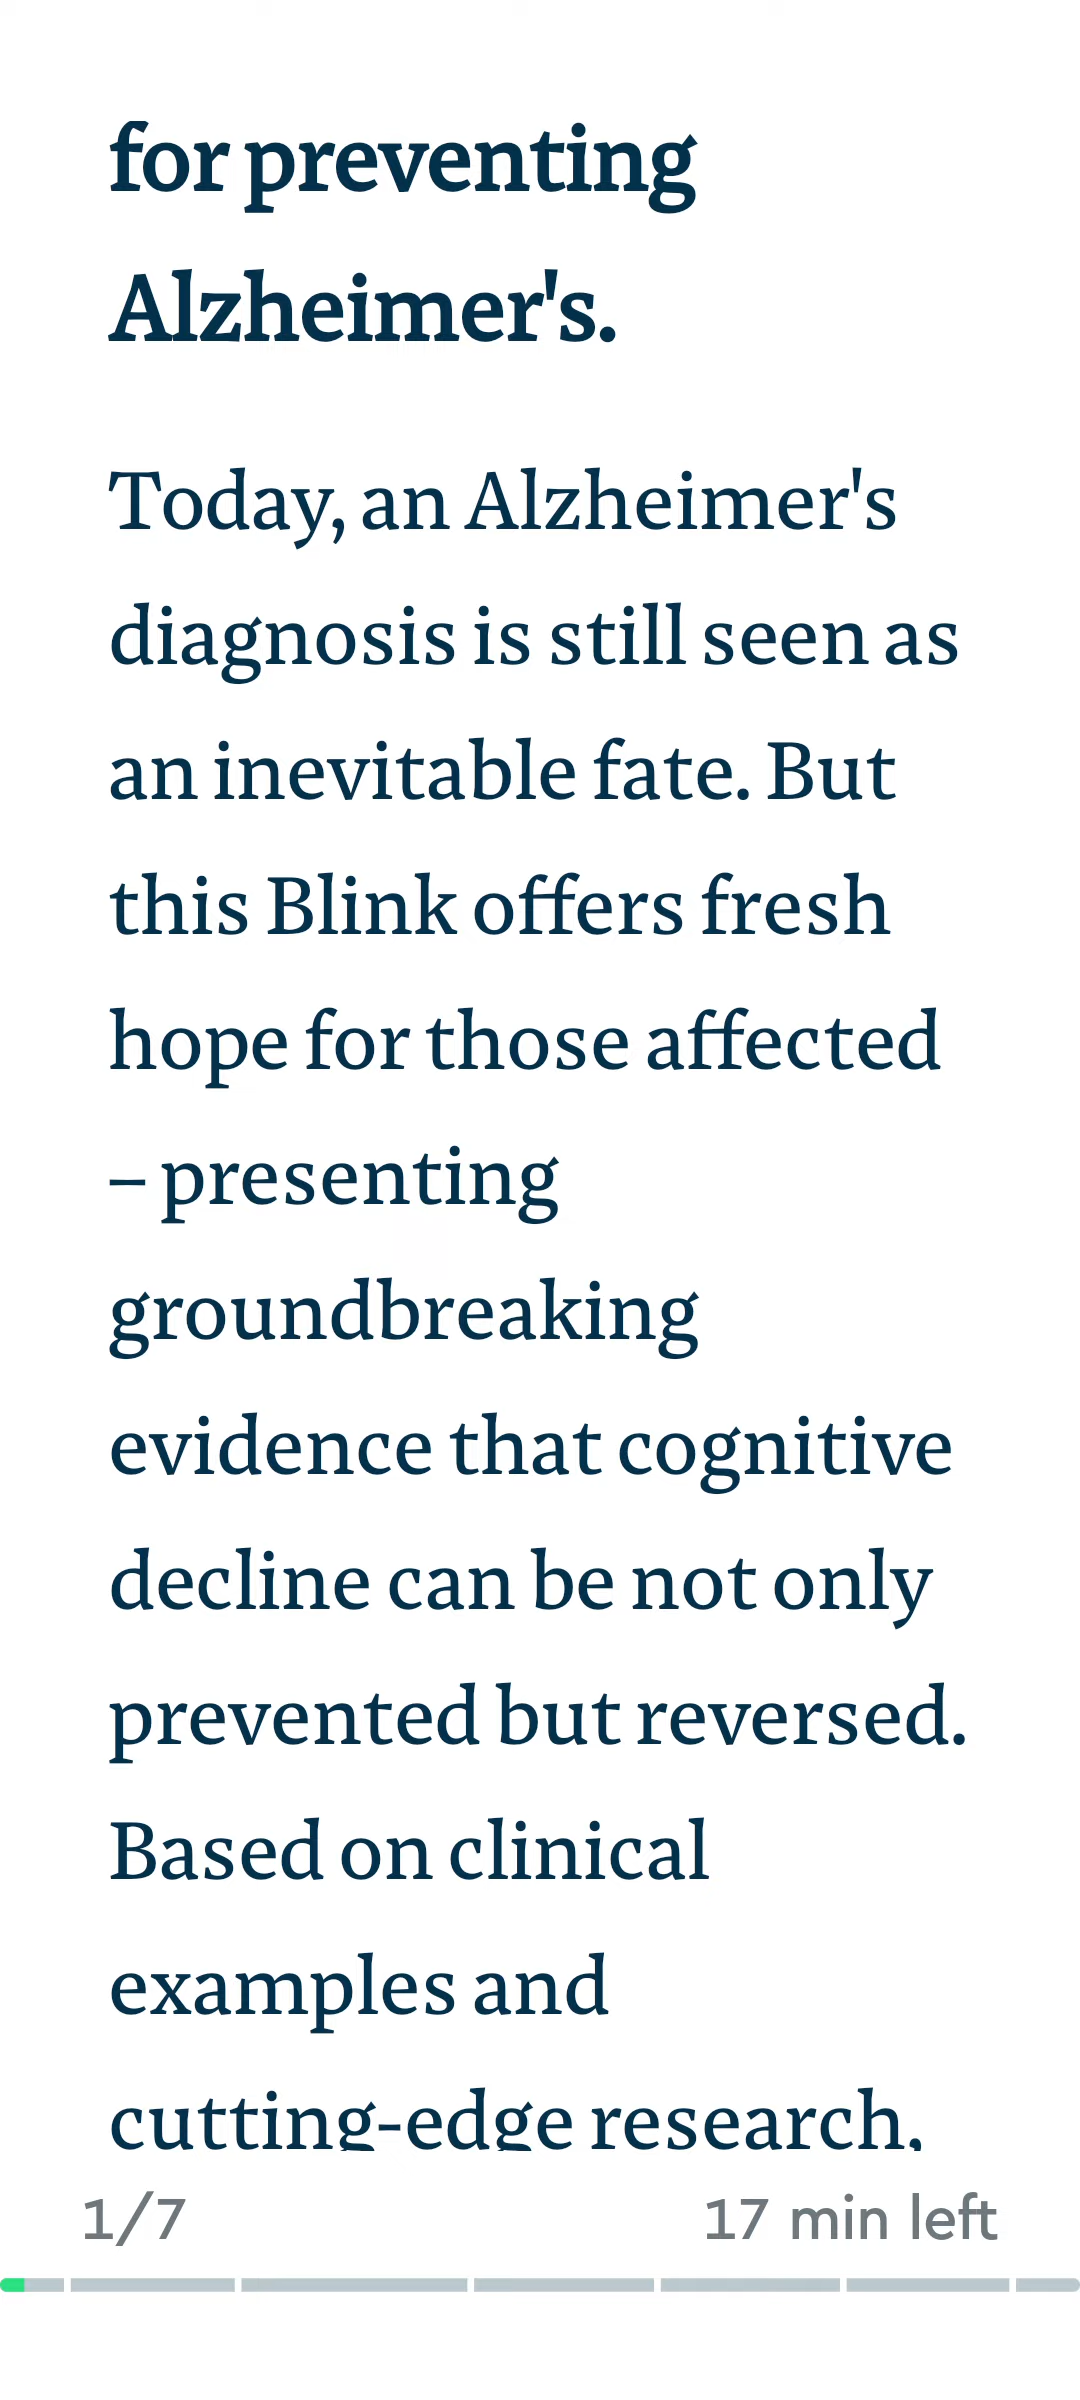 for preventing
Alzheimer's.
Today, an Alzheimer's
diagnosis is still seen as
an inevitable fate. But
this Blink offers fresh
hope for those affected
– presenting
groundbreaking
evidence that cognitive
decline can be not only
prevented but reversed.
Based on clinical
examples and
cutting-edge research,
1/7
17 min left